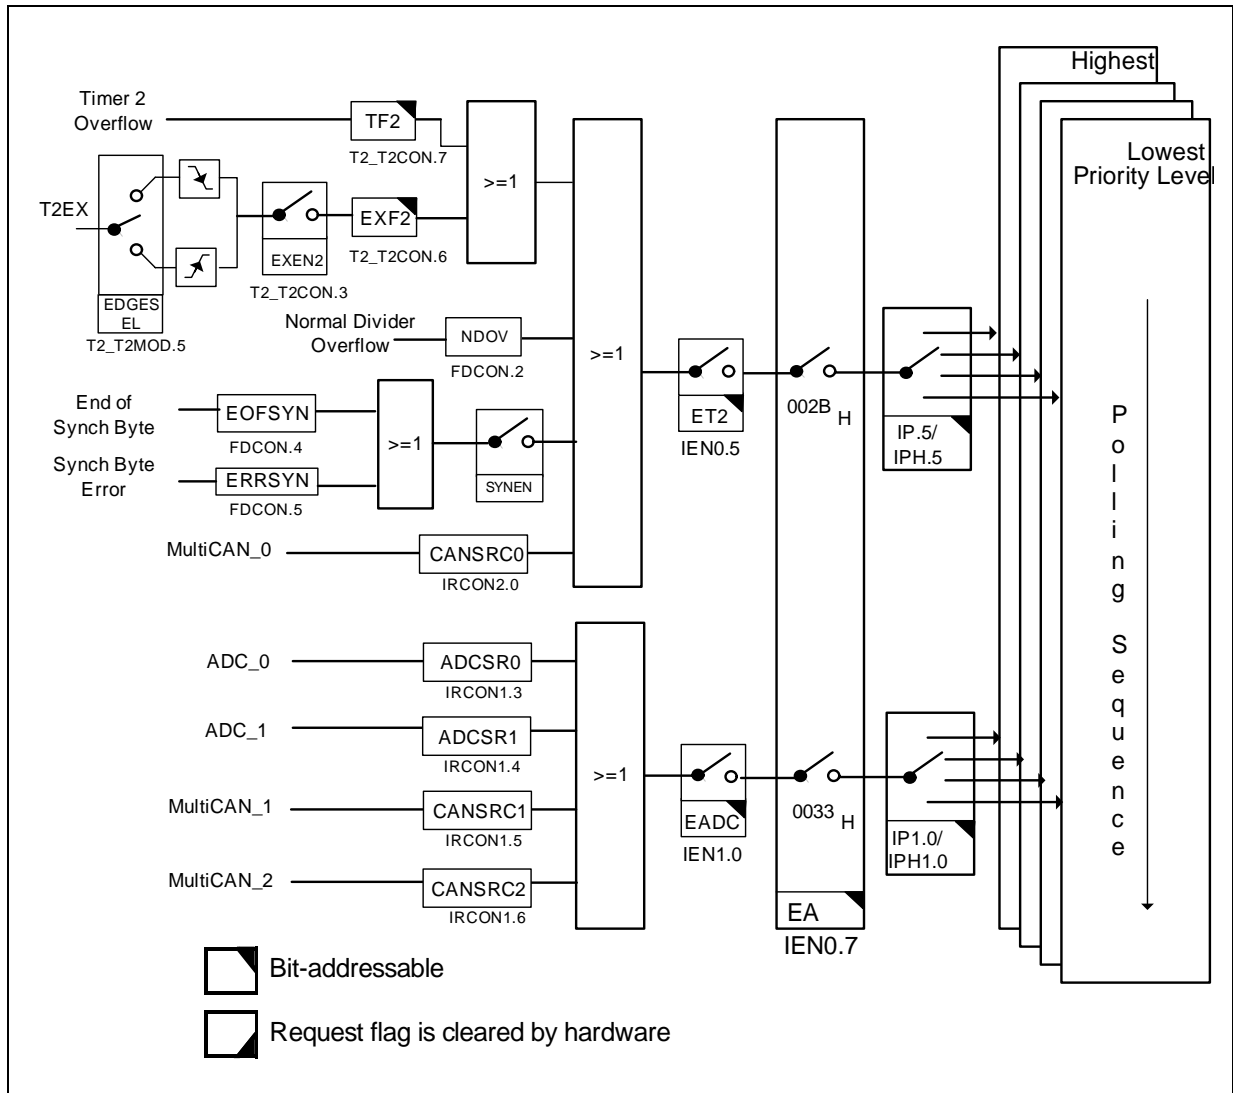 Highest
Lowest
Priority Level
Timer 2
Overflow
TF2
T2_T2CON.7
>=1
T2EX
EXEN2
T2_T2CON.3
EXF2
T2_T2CON.6
EDGES
EL
T2_T2MOD.5
Normal Divider
Overflow
NDOV
FDCON.2
>=1
End of
Synch Byte
EOFSYN
FDCON.4
Synch Byte
Error
ERRSYN
FDCON.5
>=1
SYNEN
MultiCAN_0
CANSRC0
IRCON2.0
ET2
IEN0.5
002B H
IP.5/
IPH.5
Polling Sequence
ADC_0
ADCSR0
IRCON1.3
ADC_1
ADCSR1
IRCON1.4
MultiCAN_1
CANSRC1
IRCON1.5
MultiCAN_2
CANSRC2
IRCON1.6
>=1
EADC
IEN1.0
0033 H
IP1.0/
IPH1.0
EA
IEN0.7
Bit-addressable
Request flag is cleared by hardware